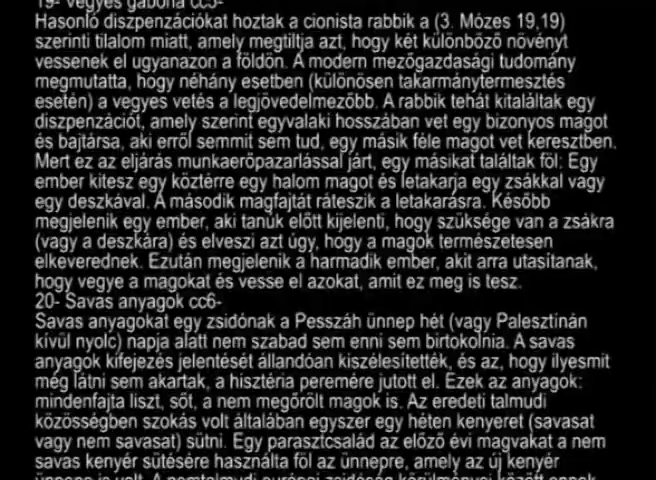 19- Vegyes gabona cc5-
Hasonló diszpenzációkat hoztak a cionista rabbik a (3. Mózes 19,19)
szerinti tilalom miatt, amely megtiltja azt, hogy két különböző növényt
vessenek el ugyanazon a földön. A modern mezőgazdasági tudomány
megmutatta, hogy néhány esetben (különösen takarmánytermesztés
esetén) a vegyes vetés a legjövedelmezőbb. A rabbik tehát kitaláltak egy
diszpenzációt, amely szerint egyvalaki hosszában vet egy bizonyos magot
és bajtársa, aki erről semmit sem tud, egy másik féle magot vet keresztben.
Mert ez az eljárás munkaerőpazarlással járt, egy másikat találtak föl: Egy
ember kitesz egy köztérre egy halom magot és letakarja egy zsákkal vagy
egy deszkával. A második magfajtát ráteszik a letakarásra. Később
megjelenik egy ember, aki tanúk előtt kijelenti, hogy szüksége van a zsákra
(vagy a deszkára) és elveszi azt úgy, hogy a magok természetesen
elkeverednek. Ezután megjelenik a harmadik ember, akit arra utasítanak,
hogy vegye a magokat és vesse el azokat, amit ez meg is tesz.
20- Savas anyagok cc6-
Savas anyagokat egy zsidónak a Pesszáh ünnep hét (vagy Palesztinán
kívül nyolc) napja alatt nem szabad sem enni sem birtokolnia. A savas
anyagok kifejezés jelentését állandóan kiszélesítették, és az, hogy ilyesmit
még látni sem akartak, a hisztéria peremére jutott el. Ezek az anyagok:
mindenfajta liszt, sőt, a nem megőrölt magok is. Az eredeti talmudi
közösségben szokás volt általában egyszer egy héten kenyeret (savasat
vagy nem savasat) sütni. Egy parasztcsalád az előző évi magvakat a nem
savas kenyér sütésére használta föl az ünnepre, amely az új kenyér
ünnepe is volt. A